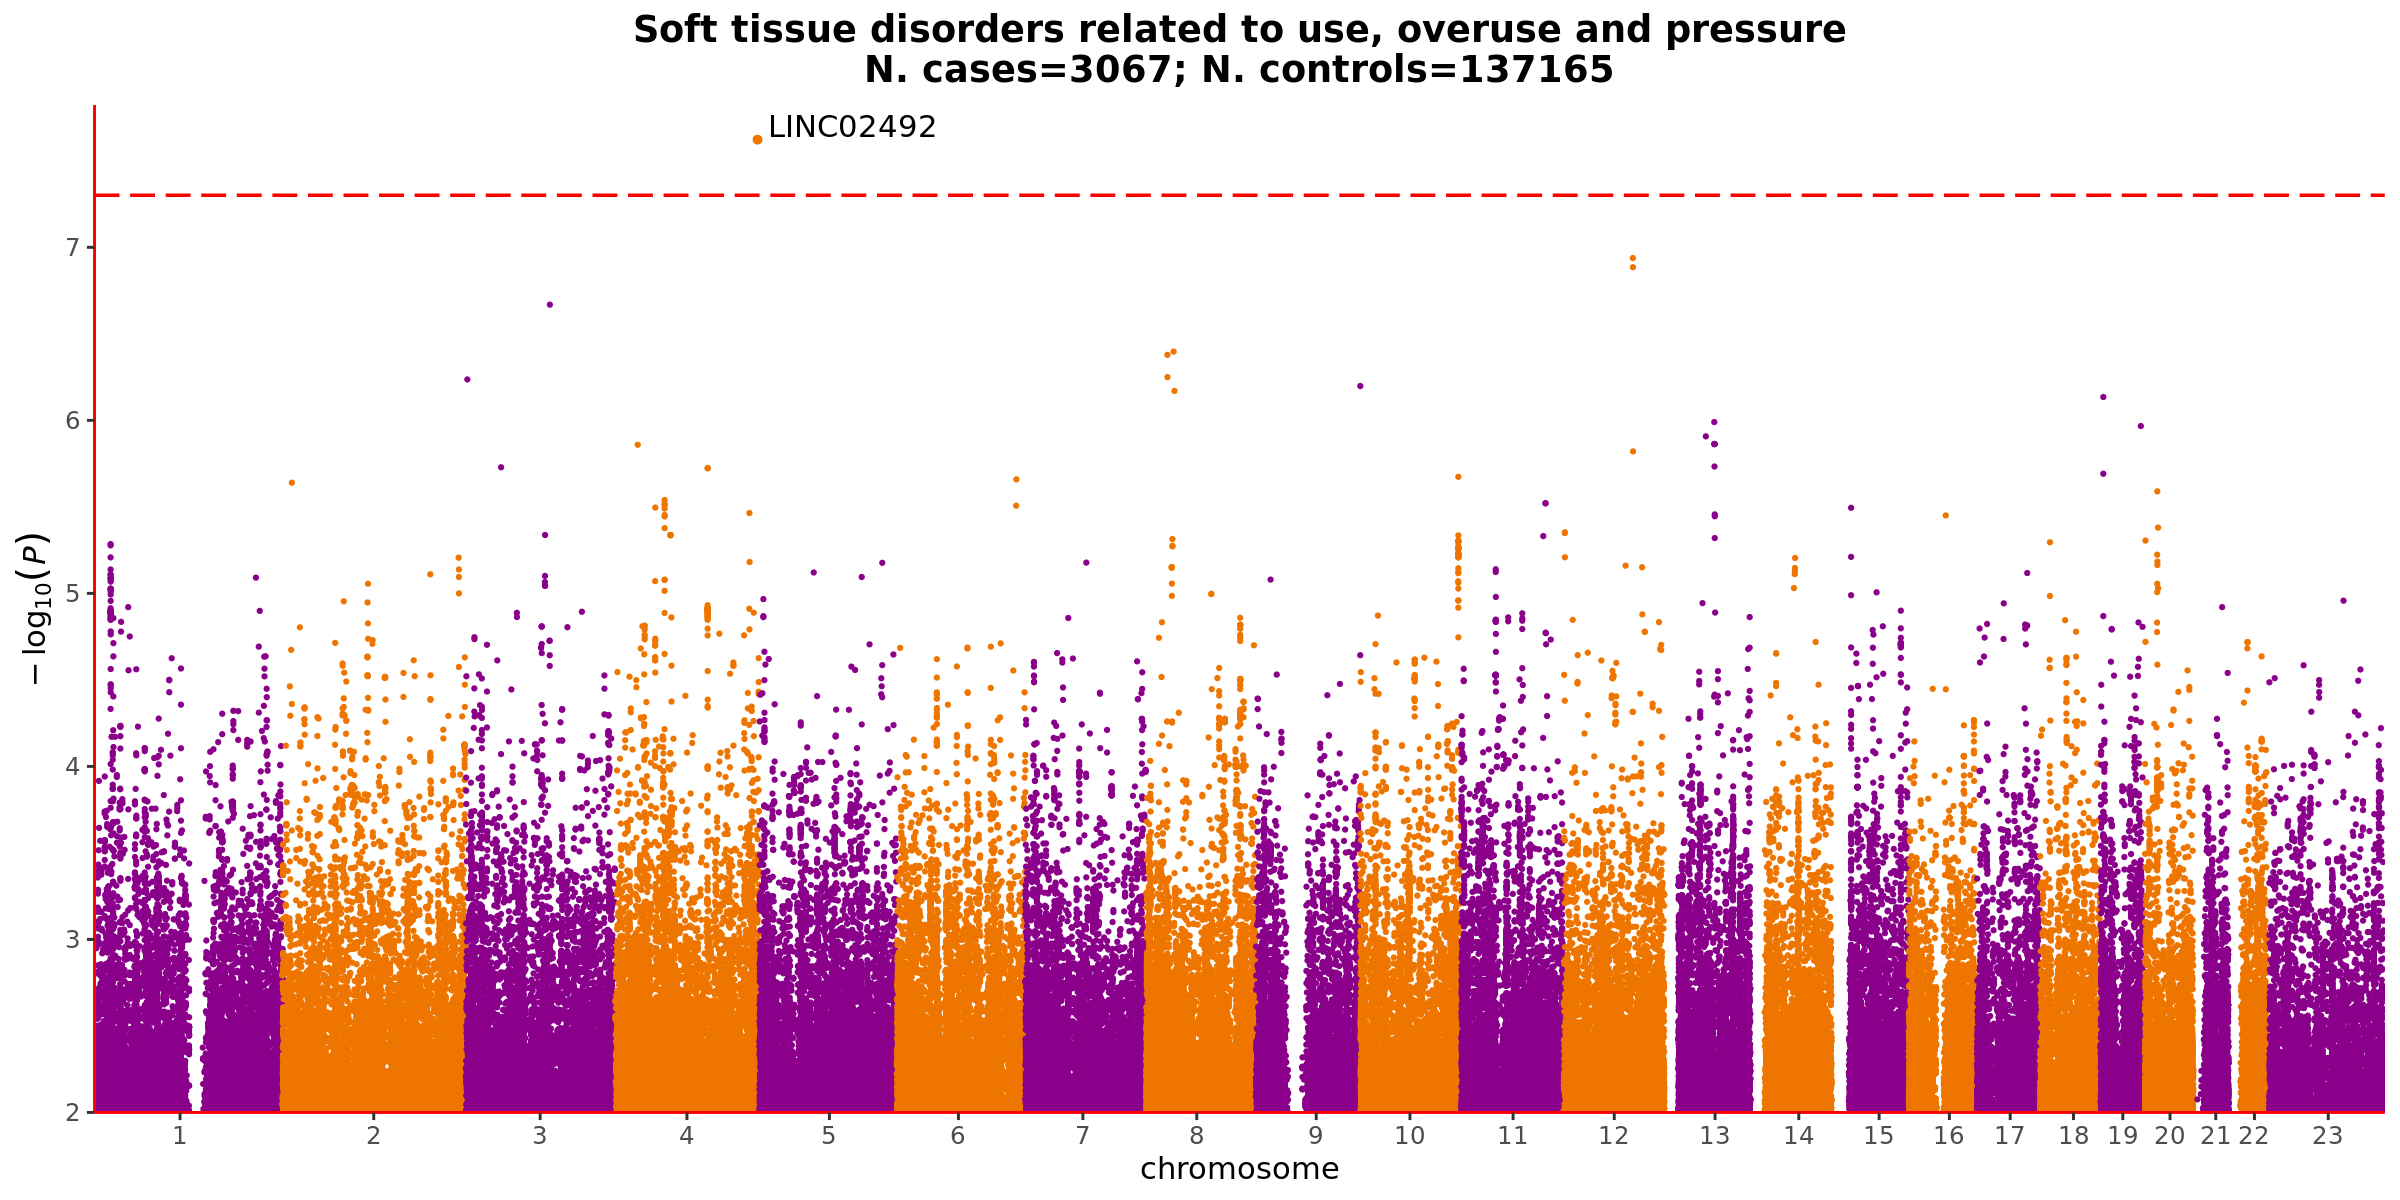 Soft tissue disorders related to use, overuse and pressure
N. cases=3067; N. controls=137165
LINC02492
7
6
5
4
3
2
−log10(P)
1 2 3 4 5 6 7 8 9 10 11 12 13 14 15 16 17 18 19 20 21 22 23
chromosome